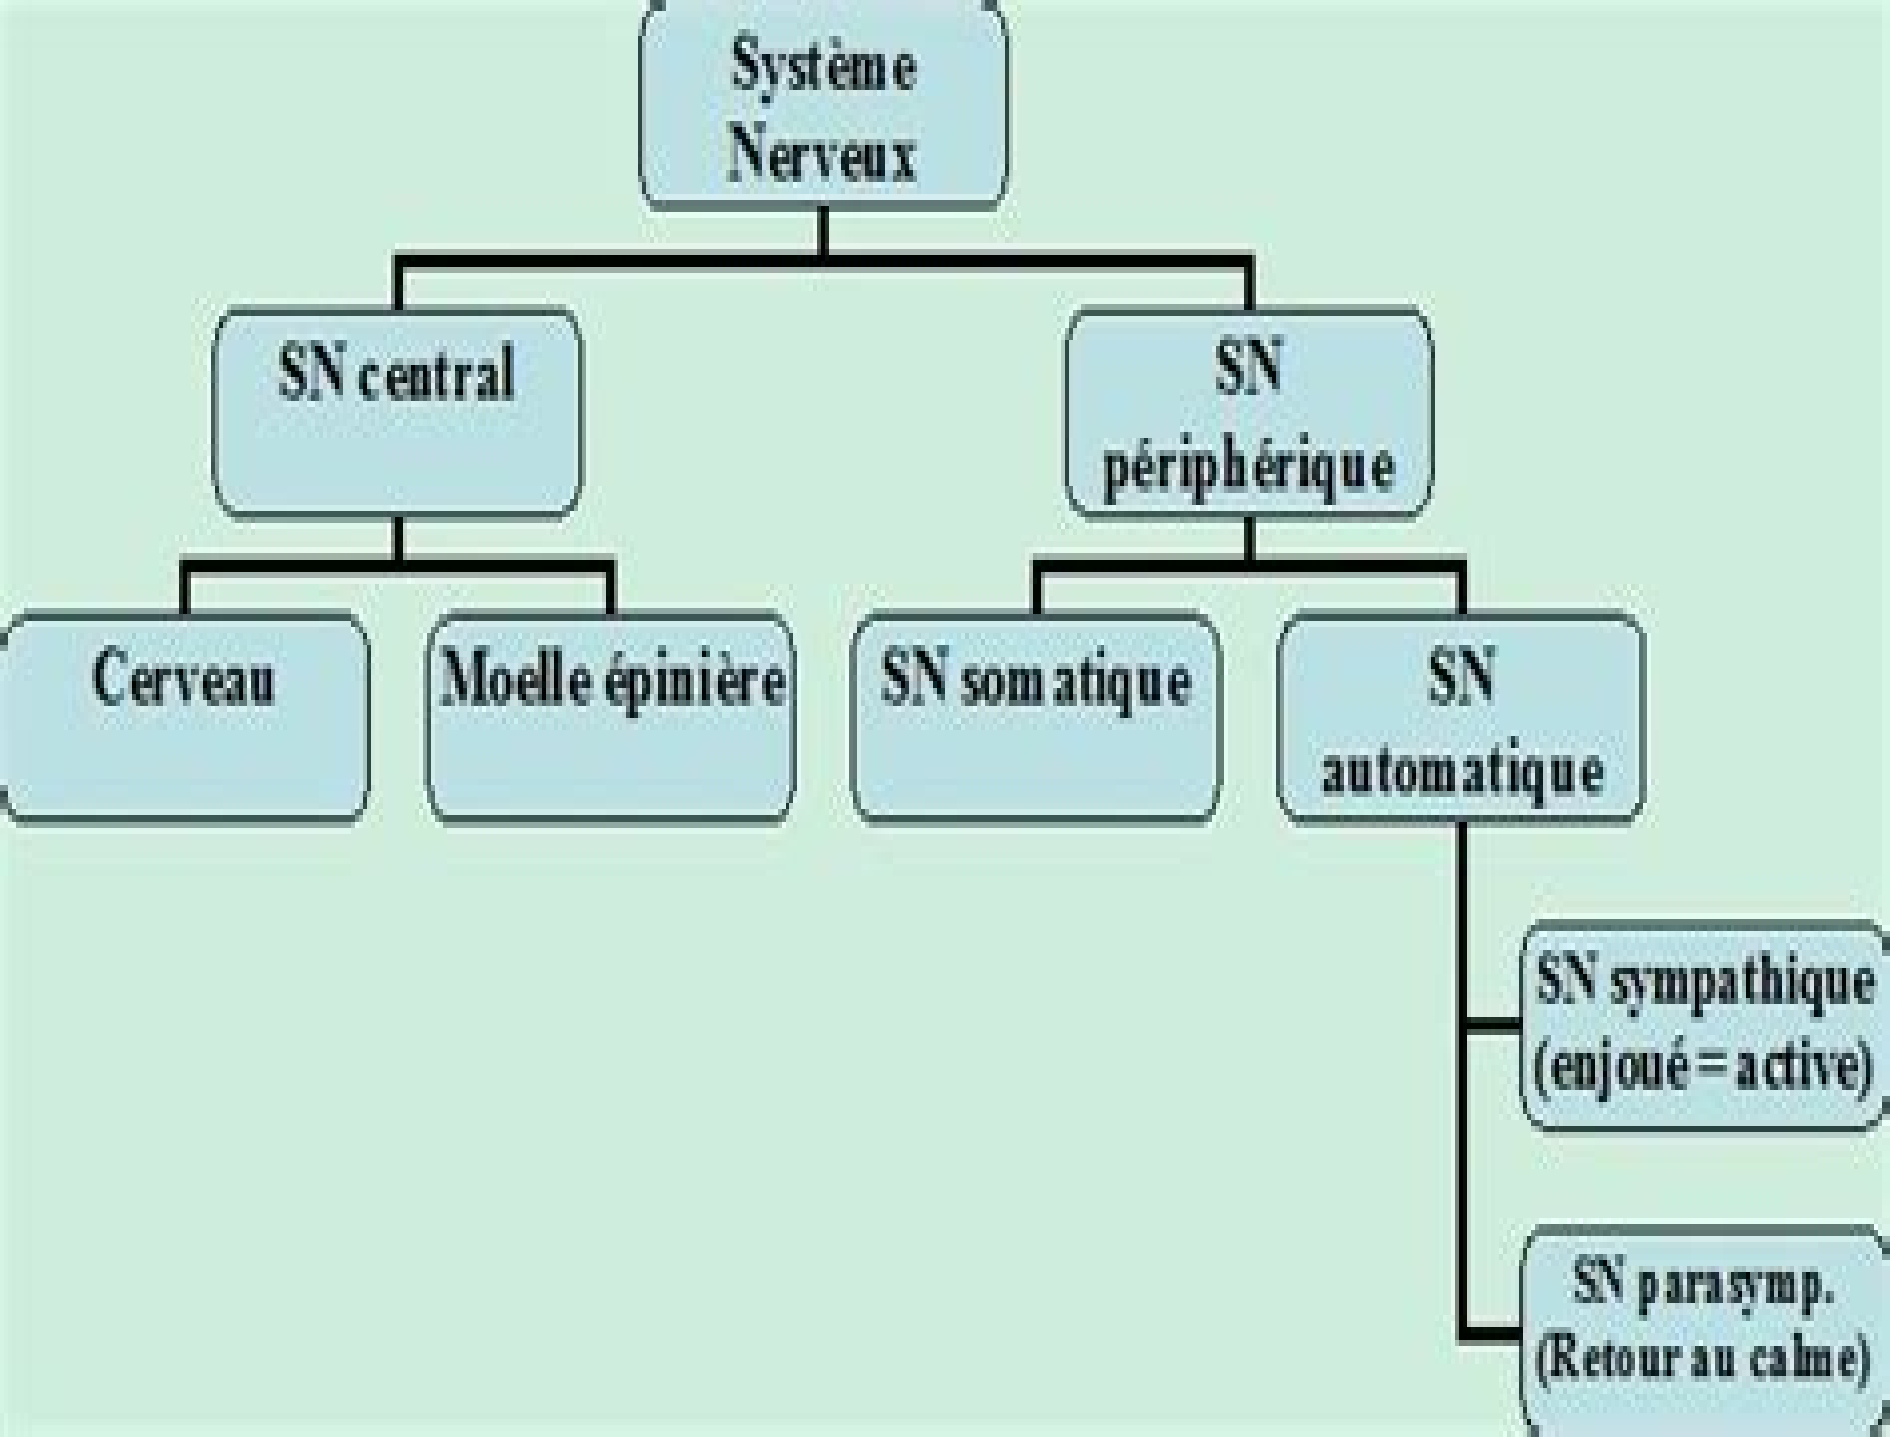 Système
Nerveux
SN central
SN
périphérique
Cerveau
Moelle épinière
SN somatique
SN
automatique
SN sympathique
(enjoué = active)
SN parasymp.
(Retour au calme)